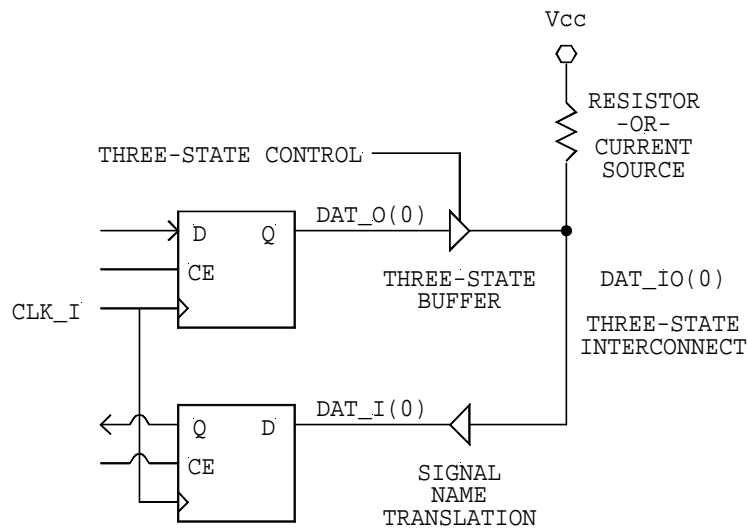 Vcc
RESISTOR
-OR-
CURRENT
SOURCE
THREE-STATE CONTROL
DAT_O(0)
D
Q
CE
THREE-STATE
BUFFER
DAT_IO(0)
CLK_I
THREE-STATE
INTERCONNECT
DAT_I(0)
Q
D
CE
SIGNAL
NAME
TRANSLATION